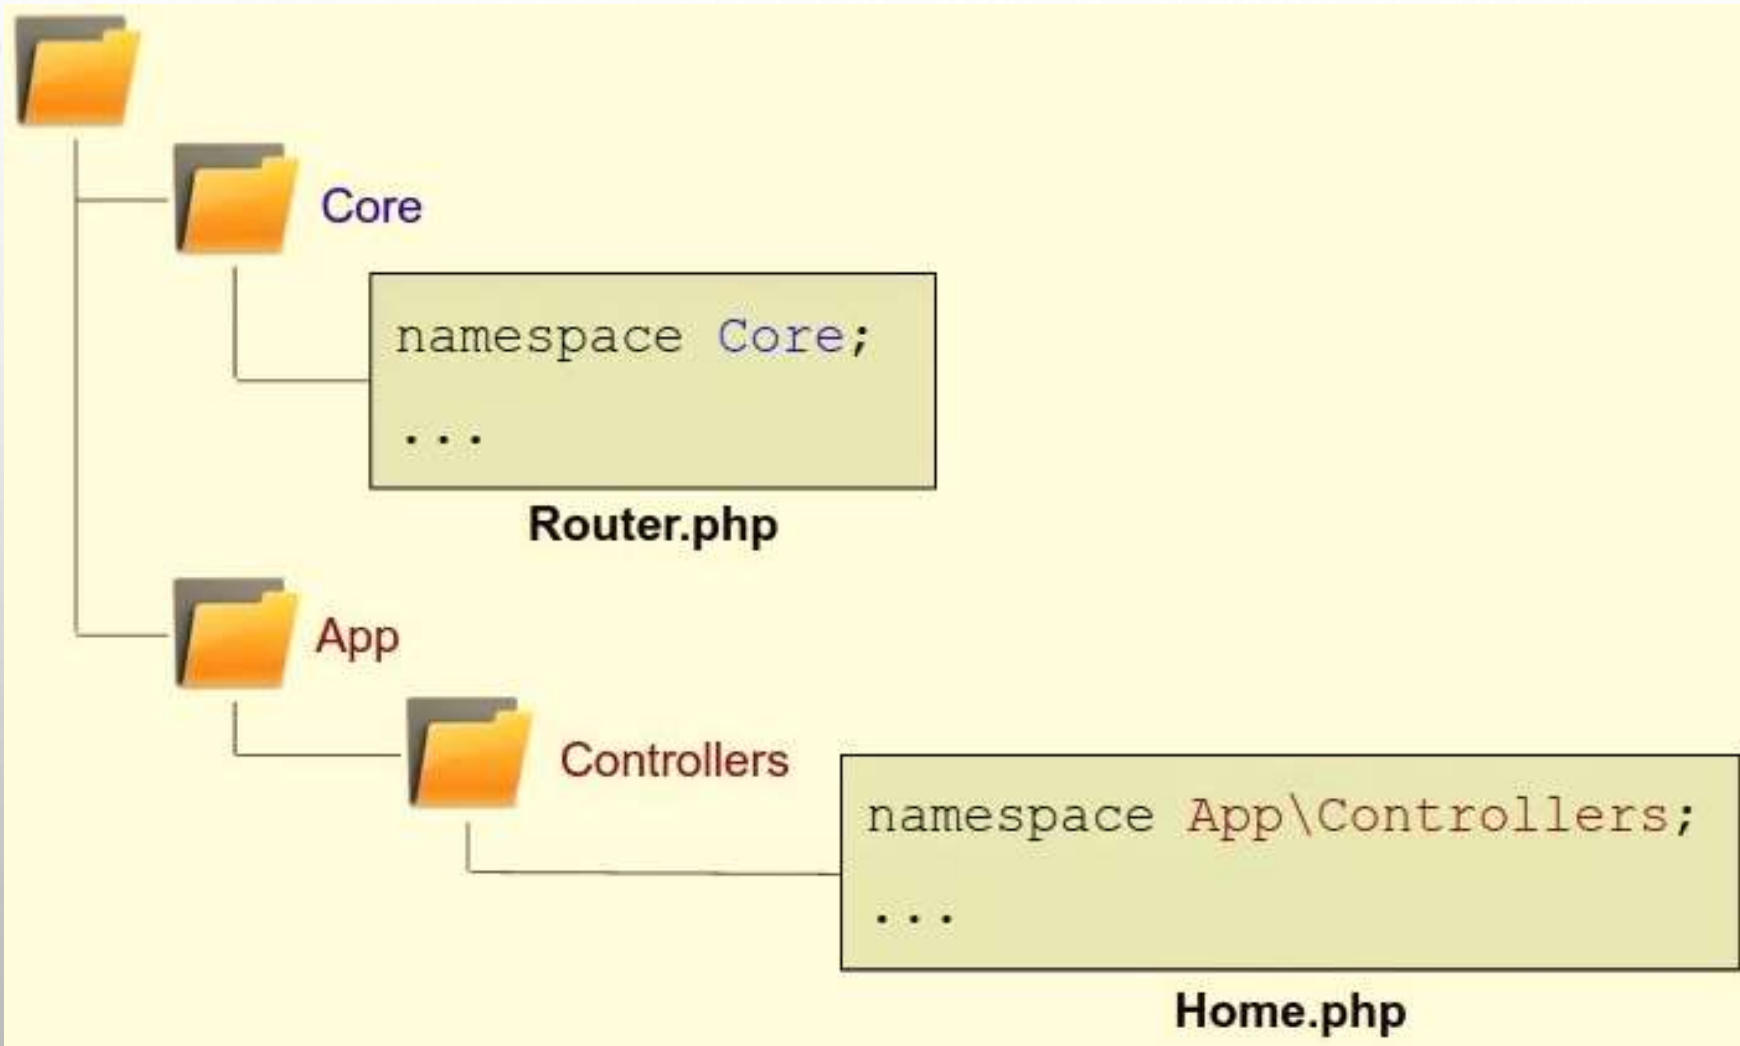 Core
namespace Core;
...
Router.php
App
Controllers
namespace App\Controllers;
...
Home.php